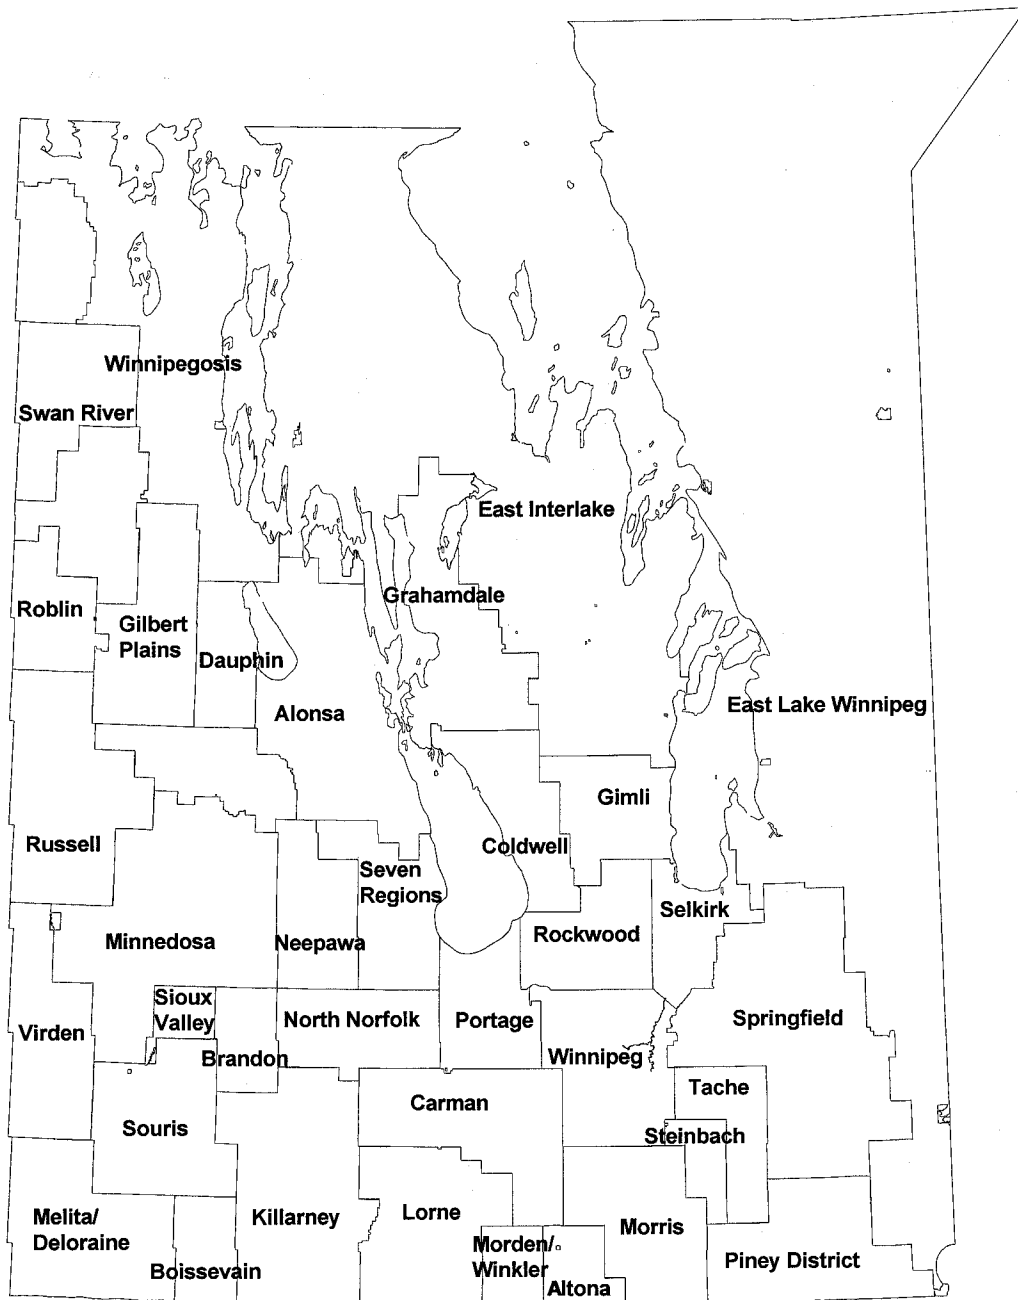 Winnipegosis
Swan River
East Interlake
Grahamdale
Roblin
Gilbert
Plains
Dauphin
East Lake Winnipeg
Alonsa
Gimli
Russell
Coldwell
Seven
Regions
Selkirk
Rockwood
Minnedosa
Neepawa
Sioux
Valley
North Norfolk
Portage
Springfield
Virden
Brandon
Winnipeg
Tache
Carman
Souris
Steinbach
Melita/
Deloraine
Killarney
Lorne
Morris
Morden/
Winkler
Piney District
Boissevain
Altona